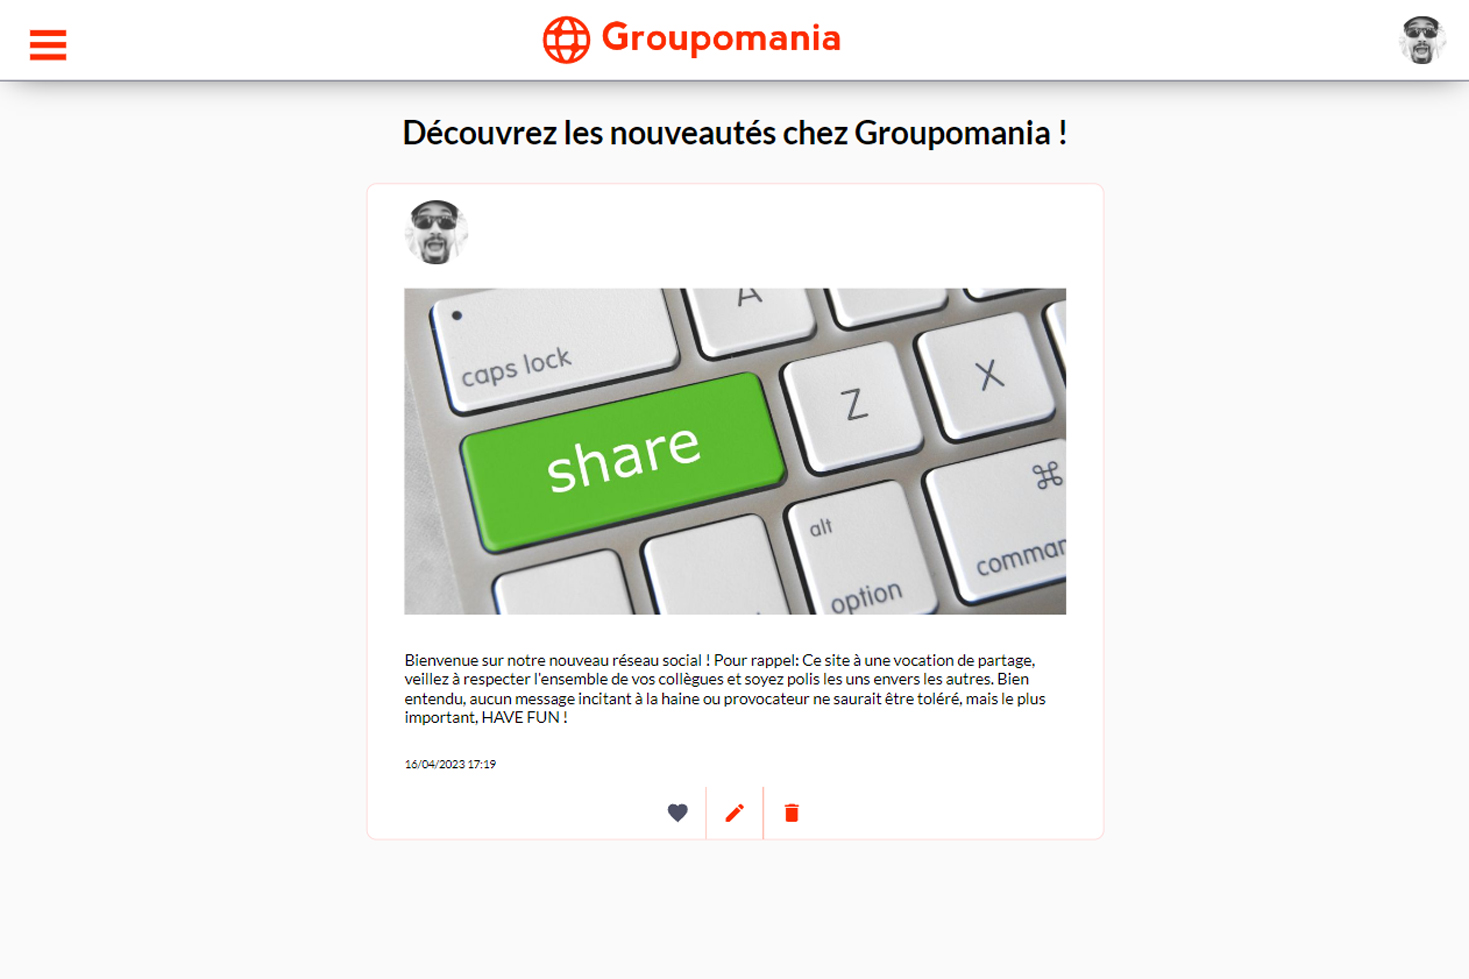 Groupomania
Découvrez les nouveautés chez Groupomania !
A
caps lock
Z
X
share
⌘
alt
option
comman
Bienvenue sur notre nouveau réseau social ! Pour rappel: Ce site à une vocation de partage,
veillez à respecter l'ensemble de vos collègues et soyez polis les uns envers les autres. Bien
entendu, aucun message incitant à la haine ou provocateur ne saurait être toléré, mais le plus
important, HAVE FUN !
16/04/2023 17:19